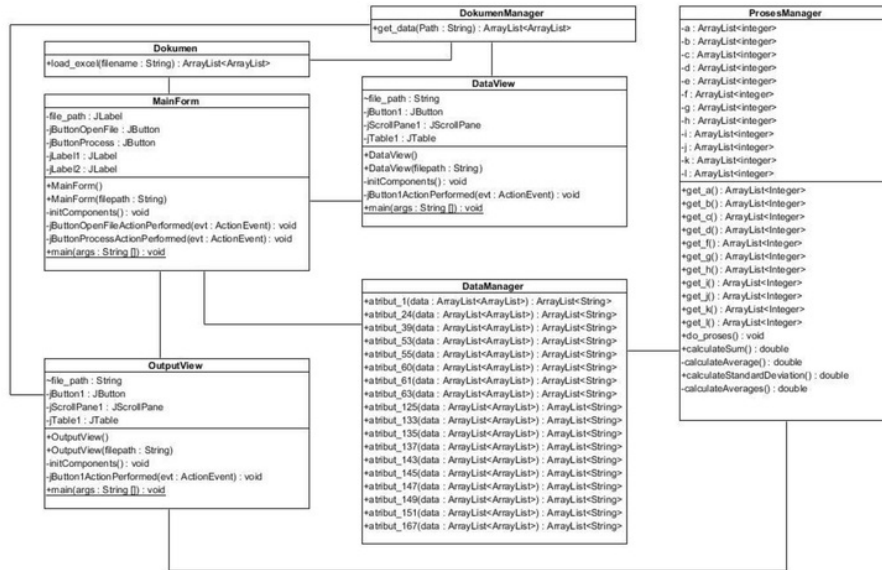 DokumenManager
+get_data(Path : String) : ArrayList<ArrayList>
Dokumen
+load_excel(filename : String) : ArrayList<ArrayList>
MainForm
-file_path : JLabel
-jButtonOpenFile : JButton
-jButtonProcess : JButton
-jLabel1 : JLabel
-jLabel2 : JLabel
+MainForm()
+MainForm(filepath : String)
-initComponents() : void
-jButtonOpenFileActionPerformed(evt : ActionEvent) : void
-jButtonProcessActionPerformed(evt : ActionEvent) : void
+main(args : String []) : void
DataView
~file_path : String
-jButton1 : JButton
-jScrollPane1 : JScrollPane
-jTable1 : JTable
+DataView()
+DataView(filepath : String)
-initComponents() : void
-jButton1ActionPerformed(evt : ActionEvent) : void
+main(args : String []) : void
ProsesManager
-a : ArrayList<integer>
-b : ArrayList<integer>
-c : ArrayList<integer>
-d : ArrayList<integer>
-e : ArrayList<integer>
-f : ArrayList<integer>
-g : ArrayList<integer>
-h : ArrayList<integer>
-i : ArrayList<integer>
-j : ArrayList<integer>
-k : ArrayList<integer>
-l : ArrayList<integer>
+get_a() : ArrayList<Integer>
+get_b() : ArrayList<Integer>
+get_c() : ArrayList<Integer>
+get_d() : ArrayList<Integer>
+get_f() : ArrayList<Integer>
+get_g() : ArrayList<Integer>
+get_h() : ArrayList<Integer>
+get_i() : ArrayList<Integer>
+get_j() : ArrayList<Integer>
+get_k() : ArrayList<Integer>
+get_l() : ArrayList<Integer>
+do_proses() : void
+calculateSum() : double
-calculateAverage() : double
+calculateStandardDeviation() : double
-calculateAverages() : double
DataManager
+atribut_1(data : ArrayList<ArrayList>) : ArrayList<String>
+atribut_24(data : ArrayList<ArrayList>) : ArrayList<String>
+atribut_39(data : ArrayList<ArrayList>) : ArrayList<String>
+atribut_53(data : ArrayList<ArrayList>) : ArrayList<String>
+atribut_55(data : ArrayList<ArrayList>) : ArrayList<String>
+atribut_60(data : ArrayList<ArrayList>) : ArrayList<String>
+atribut_61(data : ArrayList<ArrayList>) : ArrayList<String>
+atribut_63(data : ArrayList<ArrayList>) : ArrayList<String>
+atribut_125(data : ArrayList<ArrayList>) : ArrayList<String>
+atribut_133(data : ArrayList<ArrayList>) : ArrayList<String>
+atribut_135(data : ArrayList<ArrayList>) : ArrayList<String>
+atribut_137(data : ArrayList<ArrayList>) : ArrayList<String>
+atribut_143(data : ArrayList<ArrayList>) : ArrayList<String>
+atribut_145(data : ArrayList<ArrayList>) : ArrayList<String>
+atribut_147(data : ArrayList<ArrayList>) : ArrayList<String>
+atribut_149(data : ArrayList<ArrayList>) : ArrayList<String>
+atribut_151(data : ArrayList<ArrayList>) : ArrayList<String>
+atribut_167(data : ArrayList<ArrayList>) : ArrayList<String>
OutputView
~file_path : String
-jButton1 : JButton
-jScrollPane1 : JScrollPane
-jTable1 : JTable
+OutputView()
+OutputView(filepath : String)
-initComponents() : void
-jButton1ActionPerformed(evt : ActionEvent) : void
+main(args : String []) : void